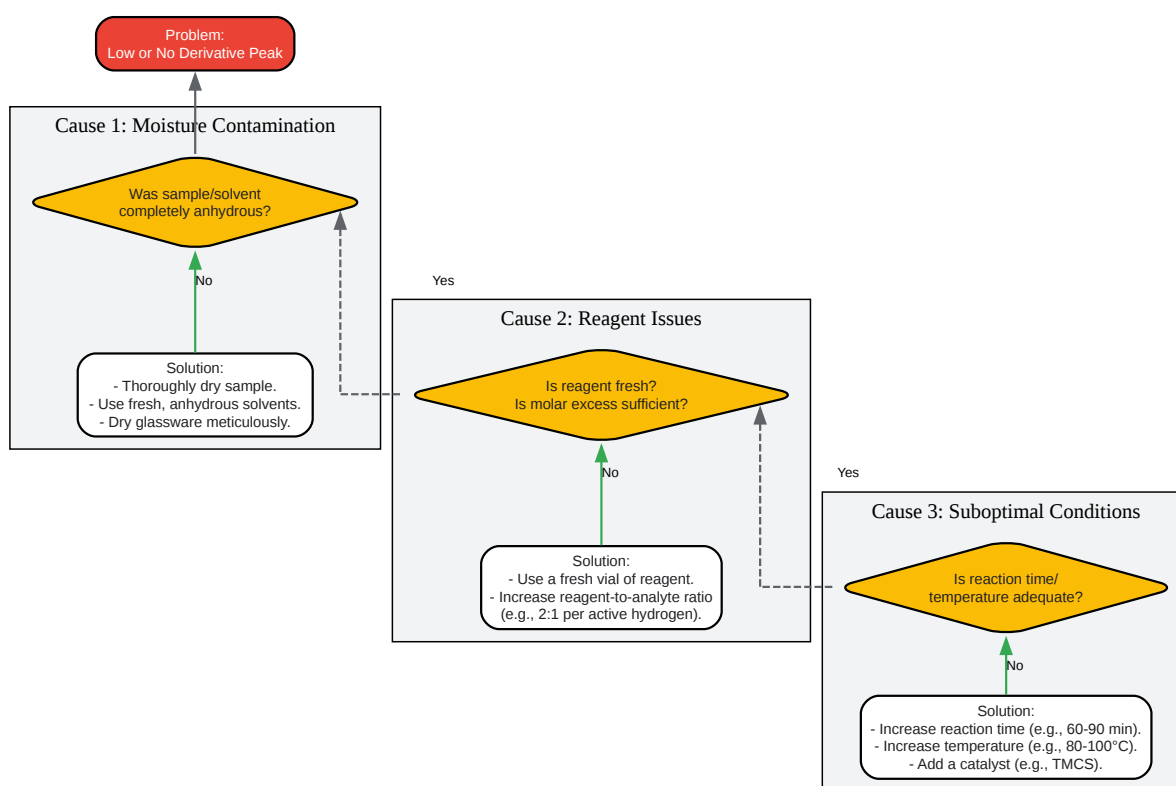 Problem:
Low or No Derivative Peak
Cause 1: Moisture Contamination
Was sample/solvent
completely anhydrous?
No
Solution:
- Thoroughly dry sample.
- Use fresh, anhydrous solvents.
- Dry glassware meticulously.
Yes
Cause 2: Reagent Issues
Is reagent fresh?
Is molar excess sufficient?
No
Solution:
- Use a fresh vial of reagent.
- Increase reagent-to-analyte ratio
(e.g., 2:1 per active hydrogen).
Yes
Cause 3: Suboptimal Conditions
Is reaction time/
temperature adequate?
No
Solution:
- Increase reaction time (e.g., 60-90 min).
- Increase temperature (e.g., 80-100°C).
- Add a catalyst (e.g., TMCS).